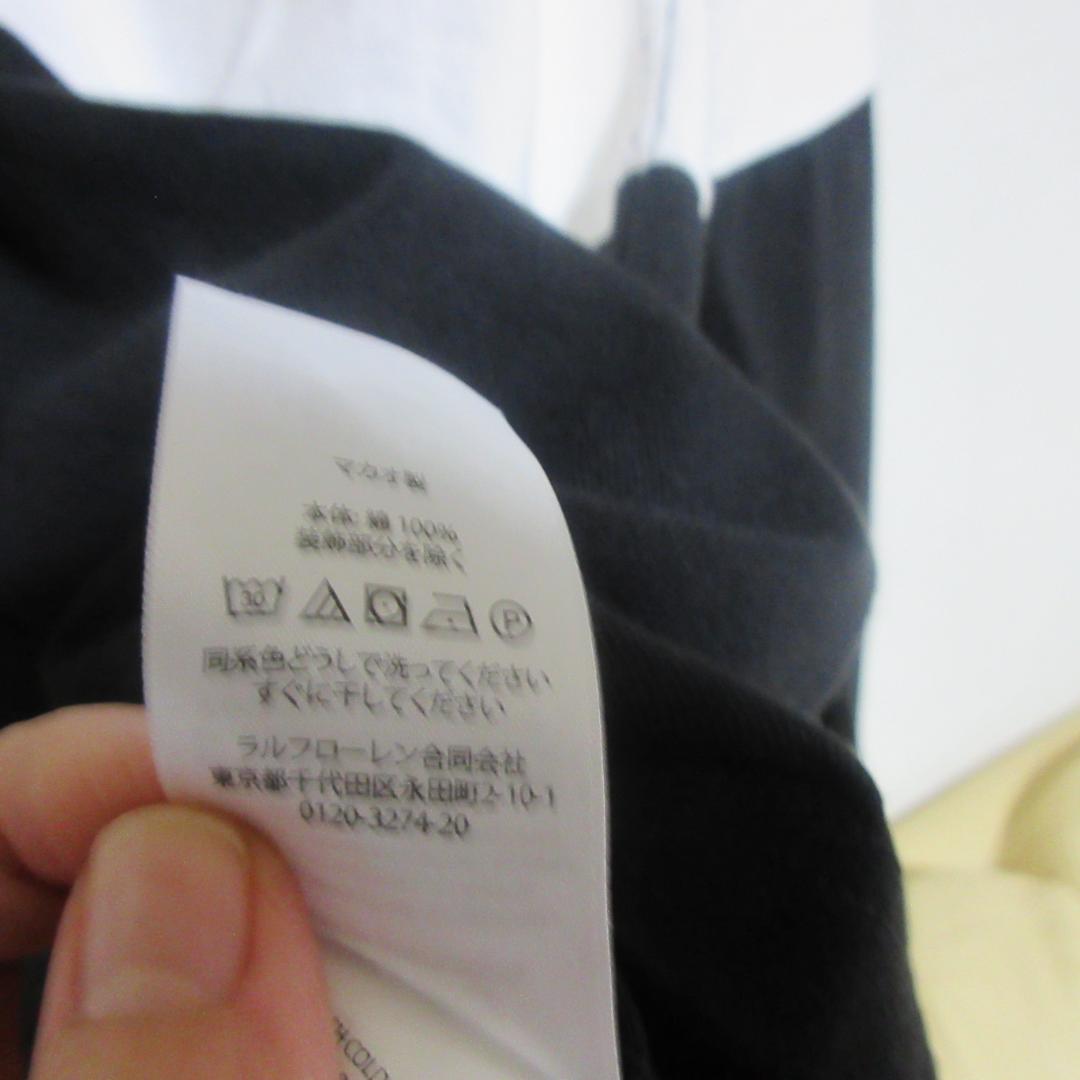 マカオ製
本体: 綿 100%
装飾部分を除く
30
P
同系色どうしで洗ってください
すぐに干してください
ラルフローレン合同会社
東京都千代田区永田町2-10-1
0120-3274-20
COLD